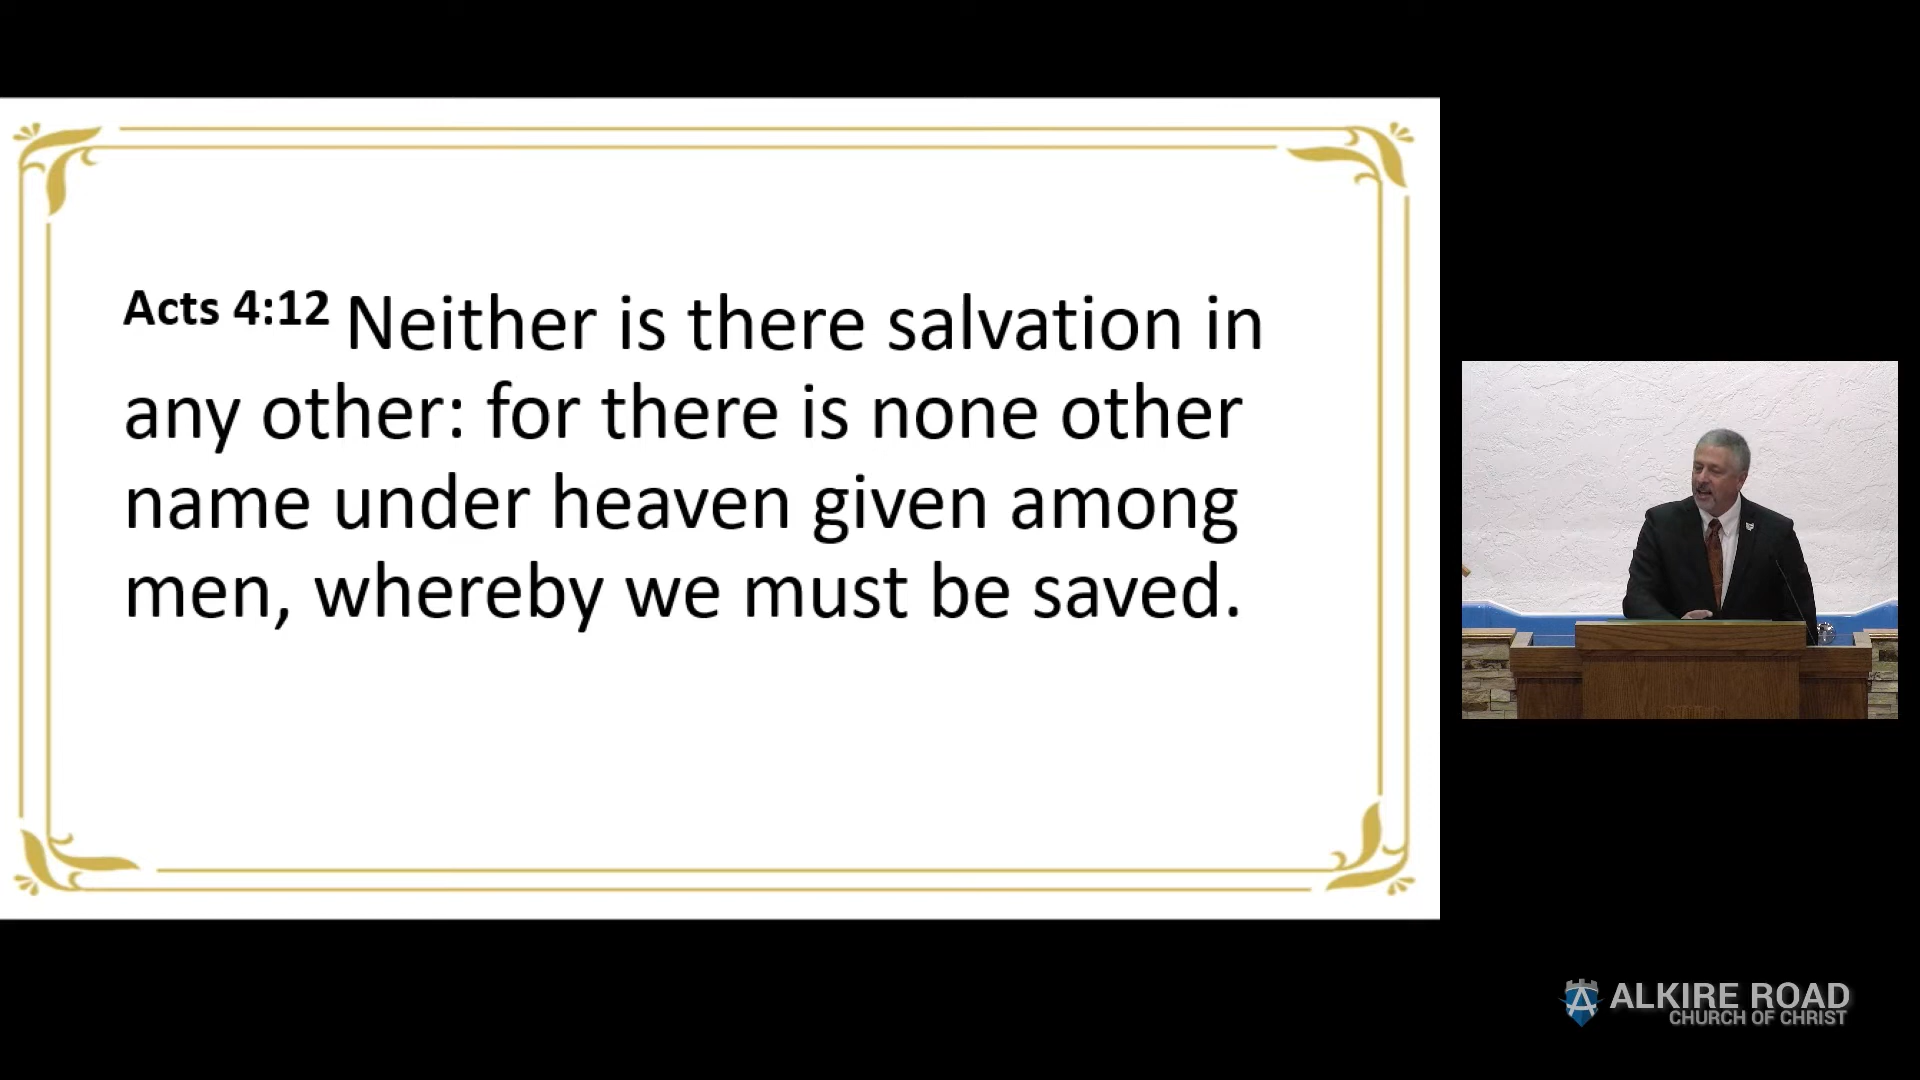 Acts 4:12 Neither is there salvation in
any other: for there is none other
name under heaven given among
men, whereby we must be saved.
ALKIRE ROAD
CHURCH OF CHRIST